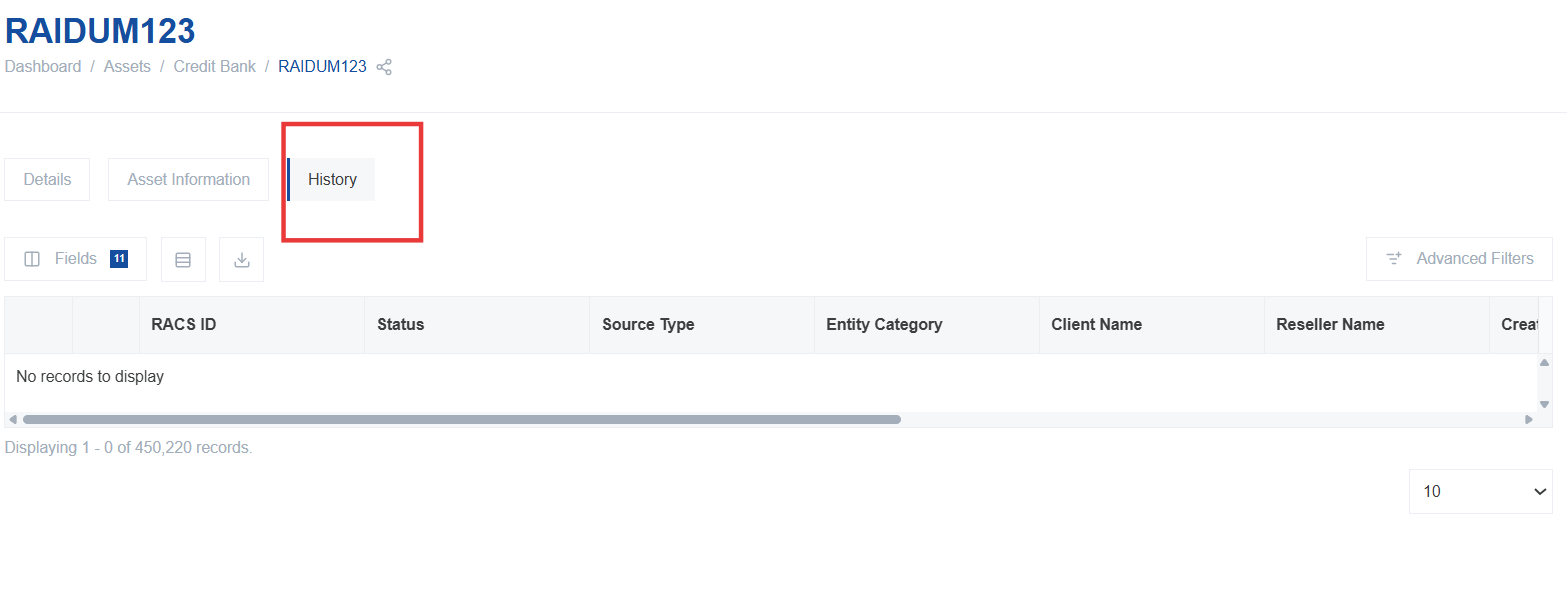 RAIDUM123
Dashboard / Assets / Credit Bank / RAIDUM123
Details Asset Information History
Fields 11 Advanced Filters
RACS ID Status Source Type Entity Category Client Name Reseller Name Creat
No records to display
Displaying 1 - 0 of 450,220 records.
10